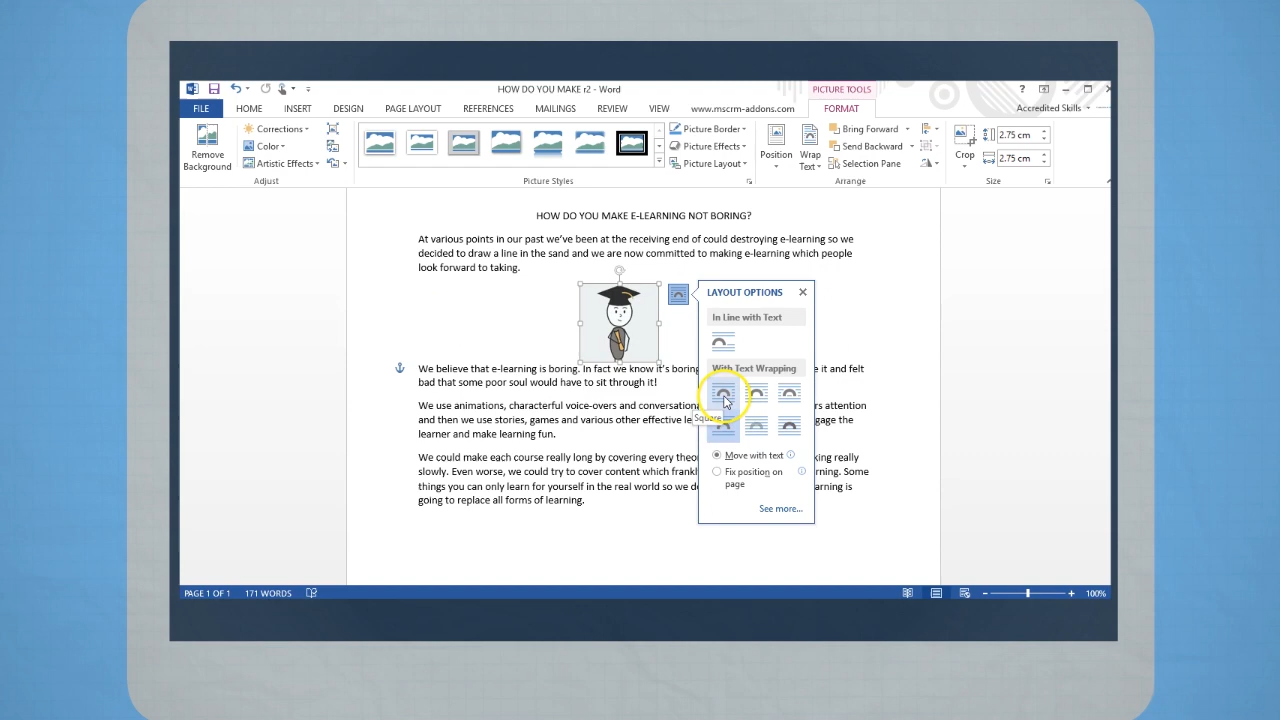 HOW DO YOU MAKE r2 - Word
PICTURE TOOLS
?
FILE HOME INSERT DESIGN PAGE LAYOUT REFERENCES MAILINGS REVIEW VIEW www.mscrm-addons.com FORMAT Accredited Skills
Remove Background
Corrections
Color
Artistic Effects
Adjust
Picture Styles
Picture Border
Picture Effects
Picture Layout
Position
Wrap Text
Bring Forward
Send Backward
Selection Pane
Arrange
Crop
2.75 cm
2.75 cm
Size
HOW DO YOU MAKE E-LEARNING NOT BORING?
At various points in our past we've been at the receiving end of could destroying e-learning so we
decided to draw a line in the sand and we are now committed to making e-learning which people
look forward to taking.
We believe that e-learning is boring. In fact we know it's boring it and felt
bad that some poor soul would have to sit through it!
We use animations, characterful voice-overs and conversation attention
and then we use stories, games and various other effective le gage the
learner and make learning fun.
We could make each course really long by covering every theo king really
slowly. Even worse, we could try to cover content which frankl rning. Some
things you can only learn for yourself in the real world so we d arning is
going to replace all forms of learning.
LAYOUT OPTIONS
In Line with Text
With Text Wrapping
Square
Move with text
Fix position on
page
See more...
PAGE 1 OF 1 171 WORDS 100%